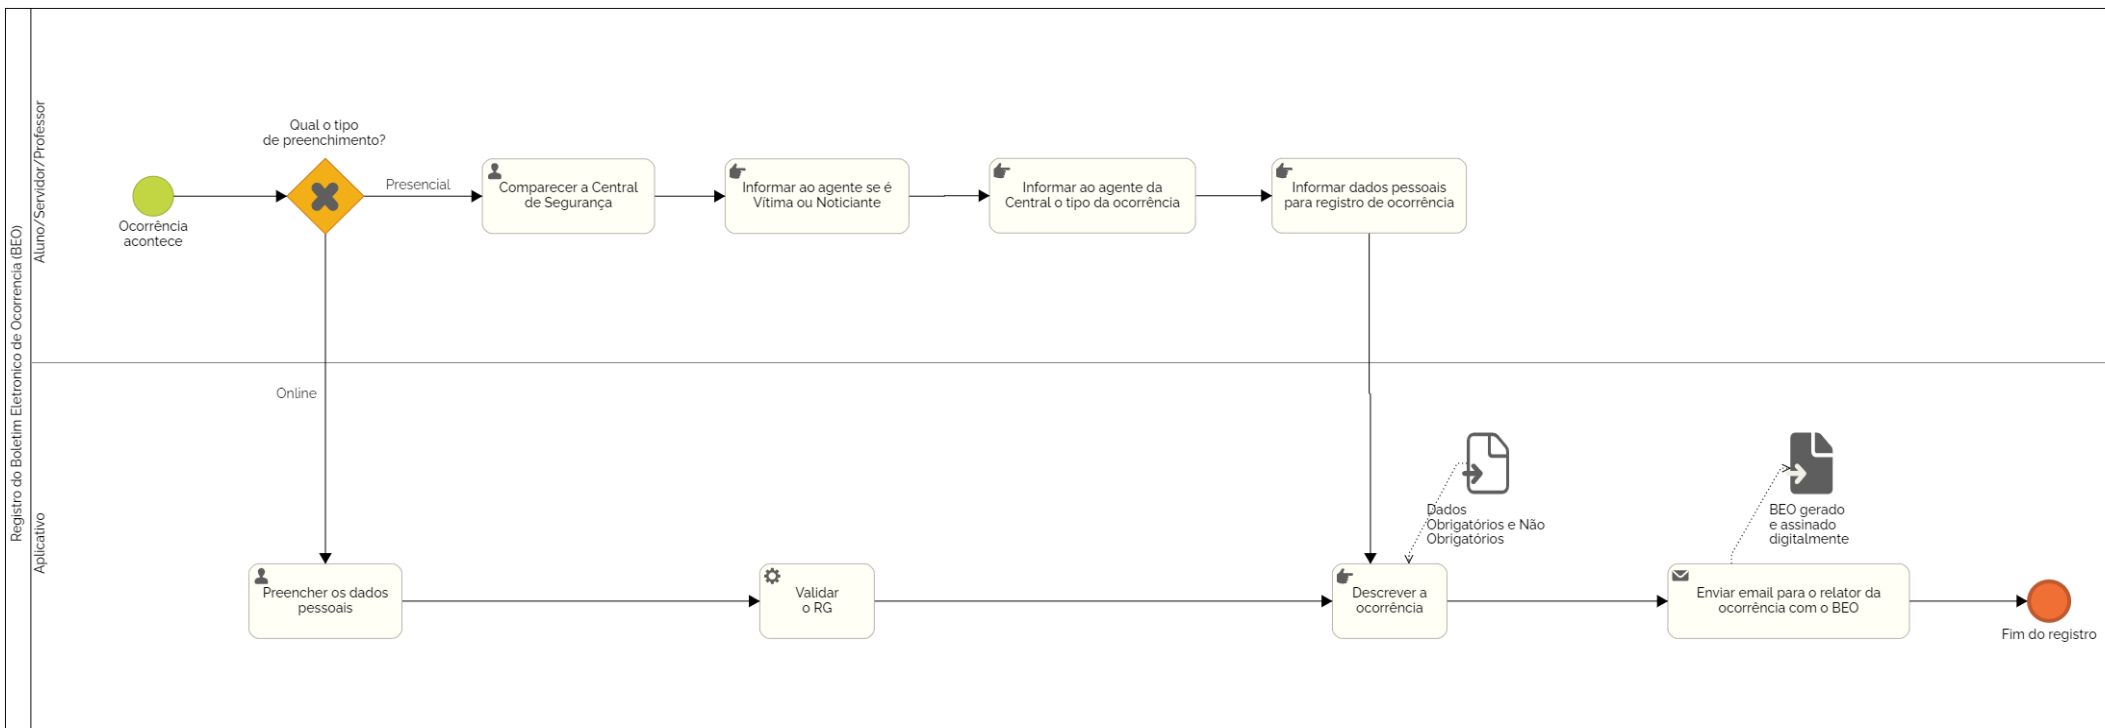 Registro do Boletim Eletronico de Ocorrencia (BEO)
Aluno/Servidor/Professor
Qual o tipo
de preenchimento?
Ocorrência
acontece
Presencial
Comparecer a Central
de Segurança
Informar ao agente se é
Vítima ou Noticiante
Informar ao agente da
Central o tipo da ocorrência
Informar dados pessoais
para registro de ocorrência
Aplicativo
Online
Preencher os dados
pessoais
Validar
o RG
Dados
Obrigatórios e Não
Obrigatórios
Descrever a
ocorrência
BEO gerado
e assinado
digitalmente
Enviar email para o relator da
ocorrência com o BEO
Fim do registro